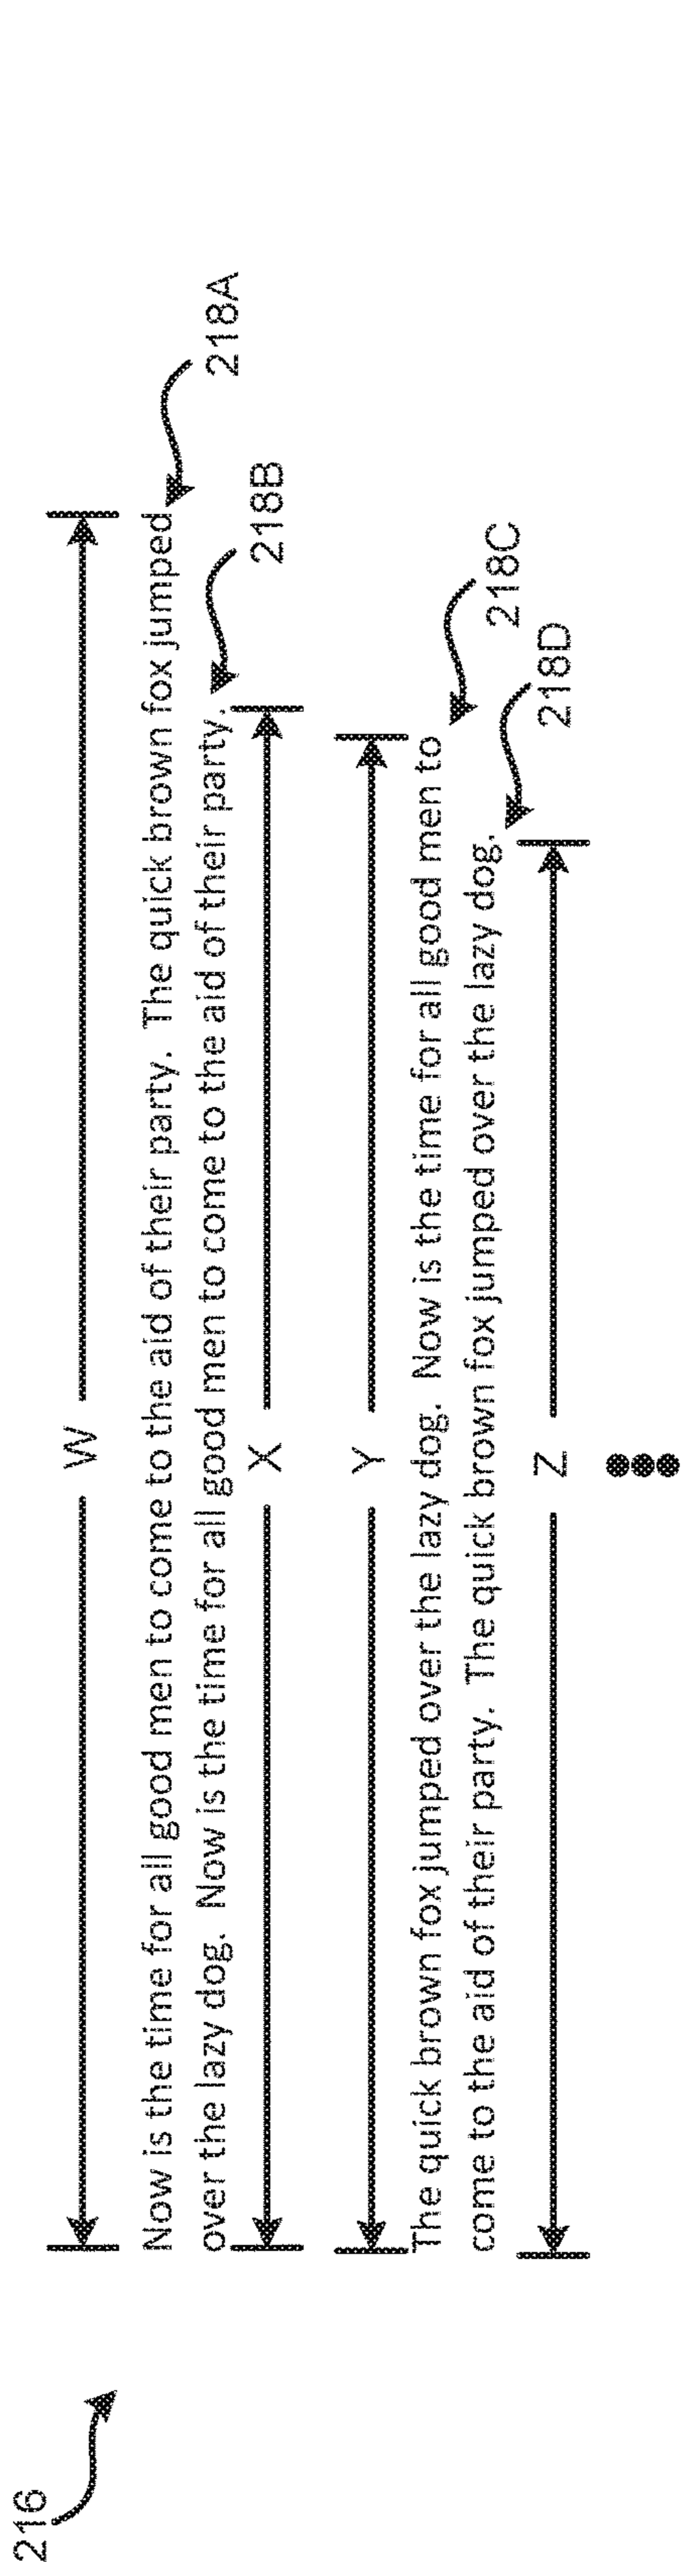 216
W
218A
Now is the time for all good men to come to the aid of their party.  The quick brown fox jumped
218B
over the lazy dog.  Now is the time for all good men to come to the aid of their party.
X
Y
218C
The quick brown fox jumped over the lazy dog.  Now is the time for all good men to
218D
come to the aid of their party.  The quick brown fox jumped over the lazy dog.
Z